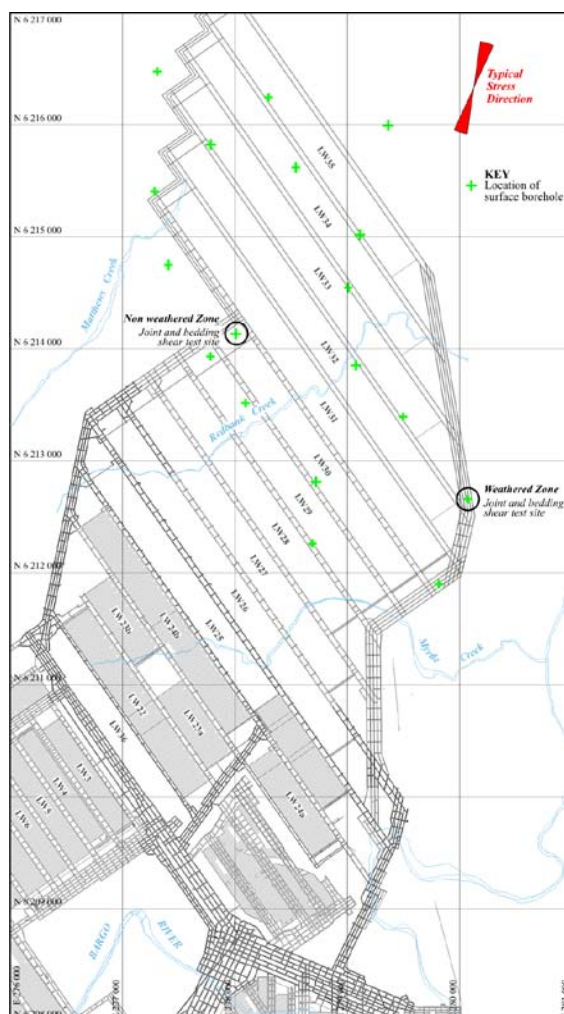 N 6 217 000
N 6 216 000
N 6 215 000
N 6 214 000
N 6 213 000
N 6 212 000
N 6 211 000
N 6 209 000
Typical
Stress
Direction
KEY
Location of
surface borehole
LW35
LW34
LW33
LW32
LW31
LW30
LW29
LW28
LW27
LW26
LW25
LW24b
LW23b
LW22
LW23a
LW24a
LW36
LW3
LW4
LW5
LW6
Matthews Creek
Non weathered Zone
Joint and bedding
shear test site
Redbank Creek
Weathered Zone
Joint and bedding
shear test site
Myrtle Creek
BARGO
RIVER
E 276 000
277 000